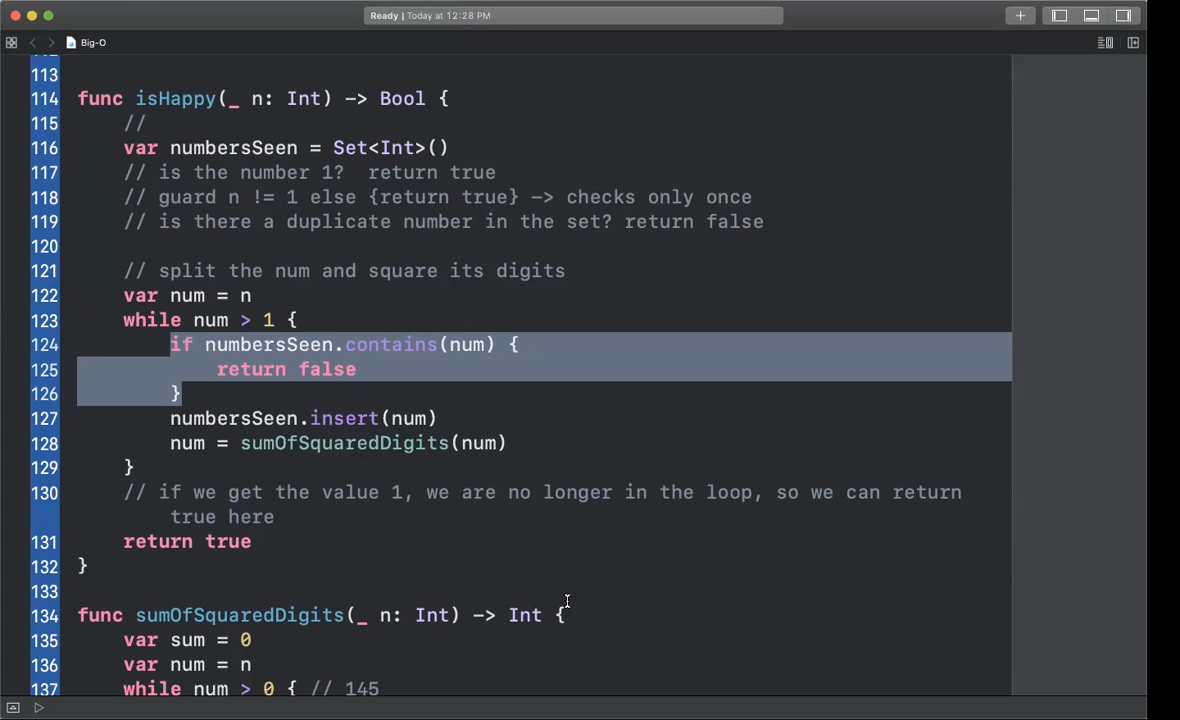 Ready | Today at 12:28 PM
Big-O
113
114 func isHappy(_ n: Int) -> Bool {
115 //
116 var numbersSeen = Set<Int>()
117 // is the number 1?  return true
118 // guard n != 1 else {return true} -> checks only once
119 // is there a duplicate number in the set? return false
120
121 // split the num and square its digits
122 var num = n
123 while num > 1 {
124 if numbersSeen.contains(num) {
125 return false
126 }
127 numbersSeen.insert(num)
128 num = sumOfSquaredDigits(num)
129 }
130 // if we get the value 1, we are no longer in the loop, so we can return
true here
131 return true
132 }
133
134 func sumOfSquaredDigits(_ n: Int) -> Int {
135 var sum = 0
136 var num = n
137 while num > 0 { // 145